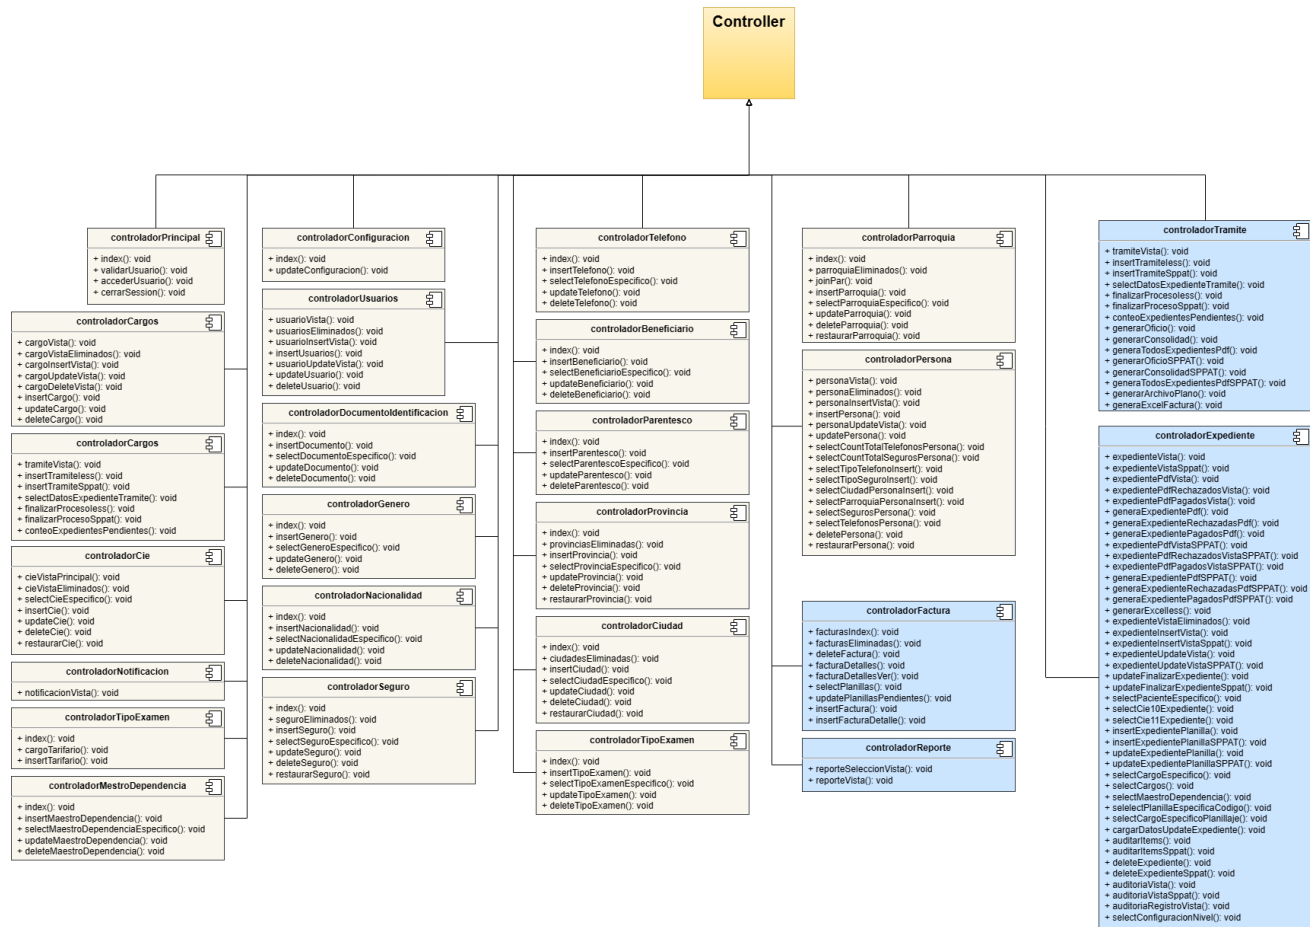 Controller
controladorPrincipal
+ index(): void
+ validarUsuario(): void
+ accederUsuario(): void
+ cerrarSession(): void
controladorCargos
+ cargoVista(): void
+ cargoVistaEliminados(): void
+ cargoInsertVista(): void
+ cargoUpdateVista(): void
+ cargoDeleteVista(): void
+ insertCargo(): void
+ updateCargo(): void
+ deleteCargo(): void
controladorCargos
+ tramiteVista(): void
+ insertTramiteIess(): void
+ insertTramiteSppat(): void
+ selectDatosExpedienteTramite(): void
+ finalizarProcesoIess(): void
+ finalizarProcesoSppat(): void
+ conteoExpedientesPendientes(): void
controladorCie
+ cieVistaPrincipal(): void
+ cieVistaEliminados(): void
+ selectCieEspecifico(): void
+ insertCie(): void
+ updateCie(): void
+ deleteCie(): void
+ restaurarCie(): void
controladorNotificacion
+ notificacionVista(): void
controladorTipoExamen
+ index(): void
+ cargoTarifario(): void
+ insertTarifario(): void
controladorMestroDependencia
+ index(): void
+ insertMaestroDependencia(): void
+ selectMaestroDependenciaEspecifico(): void
+ updateMaestroDependencia(): void
+ deleteMaestroDependencia(): void
controladorConfiguracion
+ index(): void
+ updateConfiguracion(): void
controladorUsuarios
+ usuarioVista(): void
+ usuariosEliminados(): void
+ usuarioInsertVista(): void
+ insertUsuarios(): void
+ usuarioUpdateVista(): void
+ updateUsuario(): void
+ deleteUsuario(): void
controladorDocumentoIdentificacion
+ index(): void
+ insertDocumento(): void
+ selectDocumentoEspecifico(): void
+ updateDocumento(): void
+ deleteDocumento(): void
controladorGenero
+ index(): void
+ insertGenero(): void
+ selectGeneroEspecifico(): void
+ updateGenero(): void
+ deleteGenero(): void
controladorNacionalidad
+ index(): void
+ insertNacionalidad(): void
+ selectNacionalidadEspecifico(): void
+ updateNacionalidad(): void
+ deleteNacionalidad(): void
controladorSeguro
+ index(): void
+ seguroEliminados(): void
+ insertSeguro(): void
+ selectSeguroEspecifico(): void
+ updateSeguro(): void
+ deleteSeguro(): void
+ restaurarSeguro(): void
controladorTelefono
+ index(): void
+ insertTelefono(): void
+ selectTelefonoEspecifico(): void
+ updateTelefono(): void
+ deleteTelefono(): void
controladorBeneficiario
+ index(): void
+ insertBeneficiario(): void
+ selectBeneficiarioEspecifico(): void
+ updateBeneficiario(): void
+ deleteBeneficiario(): void
controladorParentesco
+ index(): void
+ insertParentesco(): void
+ selectParentescoEspecifico(): void
+ updateParentesco(): void
+ deleteParentesco(): void
controladorProvincia
+ index(): void
+ provinciasEliminadas(): void
+ insertProvincia(): void
+ selectProvinciaEspecifico(): void
+ updateProvincia(): void
+ deleteProvincia(): void
+ restaurarProvincia(): void
controladorCiudad
+ index(): void
+ ciudadesEliminadas(): void
+ insertCiudad(): void
+ selectCiudadEspecifico(): void
+ updateCiudad(): void
+ deleteCiudad(): void
+ restaurarCiudad(): void
controladorTipoExamen
+ index(): void
+ insertTipoExamen(): void
+ selectTipoExamenEspecifico(): void
+ updateTipoExamen(): void
+ deleteTipoExamen(): void
controladorParroquia
+ index(): void
+ parroquiaEliminados(): void
+ joinPar(): void
+ insertParroquia(): void
+ selectParroquiaEspecifico(): void
+ updateParroquia(): void
+ deleteParroquia(): void
+ restaurarParroquia(): void
controladorPersona
+ personaVista(): void
+ personaEliminados(): void
+ personaInsertVista(): void
+ insertPersona(): void
+ personaUpdateVista(): void
+ updatePersona(): void
+ selectCountTotalTelefonosPersona(): void
+ selectCountTotalSegurosPersona(): void
+ selectTipoTelefonoInsert(): void
+ selectTipoSeguroInsert(): void
+ selectCiudadPersonaInsert(): void
+ selectParroquiaPersonaInsert(): void
+ selectSegurosPersona(): void
+ selectTelefonosPersona(): void
+ deletePersona(): void
+ restaurarPersona(): void
controladorFactura
+ facturasIndex(): void
+ facturasEliminadas(): void
+ deleteFactura(): void
+ facturaDetalles(): void
+ facturaDetallesVer(): void
+ selectPlanillas(): void
+ updatePlanillasPendientes(): void
+ insertFactura(): void
+ insertFacturaDetalle(): void
controladorReporte
+ reporteSeleccionVista(): void
+ reporteVista(): void
controladorTramite
+ tramiteVista(): void
+ insertTramiteIess(): void
+ insertTramiteSppat(): void
+ selectDatosExpedienteTramite(): void
+ finalizarProcesoIess(): void
+ finalizarProcesoSppat(): void
+ conteoExpedientesPendientes(): void
+ generarOficio(): void
+ generarConsolidad(): void
+ generaTodosExpedientesPdf(): void
+ generarOficioSPPAT(): void
+ generarConsolidadSPPAT(): void
+ generaTodosExpedientesPdfSPPAT(): void
+ generarArchivoPlano(): void
+ generaExcelFactura(): void
controladorExpediente
+ expedienteVista(): void
+ expedienteVistaSppat(): void
+ expedientePdfVista(): void
+ expedientePdfRechazadosVista(): void
+ expedientePdfPagadosVista(): void
+ generaExpedientePdf(): void
+ generaExpedienteRechazadasPdf(): void
+ generaExpedientePagadosPdf(): void
+ expedientePdfVistaSPPAT(): void
+ expedientePdfRechazadosVistaSPPAT(): void
+ expedientePdfPagadosVistaSPPAT(): void
+ generaExpedientePdfSPPAT(): void
+ generaExpedienteRechazadasPdfSPPAT(): void
+ generaExpedientePagadosPdfSPPAT(): void
+ generarExcelIess(): void
+ expedienteVistaEliminados(): void
+ expedienteInsertVista(): void
+ expedienteInsertVistaSppat(): void
+ expedienteUpdateVista(): void
+ expedienteUpdateVistaSPPAT(): void
+ updateFinalizarExpediente(): void
+ updateFinalizarExpedienteSppat(): void
+ selectPacienteEspecifico(): void
+ selectCie10Expediente(): void
+ selectCie11Expediente(): void
+ insertExpedientePlanilla(): void
+ insertExpedientePlanillaSPPAT(): void
+ updateExpedientePlanilla(): void
+ updateExpedientePlanillaSPPAT(): void
+ selectCargoEspecifico(): void
+ selectCargos(): void
+ selectMaestroDependencia(): void
+ selelectPlanillaEspecificaCodigo(): void
+ selectCargoEspecificoPlanillaje(): void
+ cargarDatosUpdateExpediente(): void
+ auditarItems(): void
+ auditarItemsSppat(): void
+ deleteExpediente(): void
+ deleteExpedienteSppat(): void
+ auditoriaVista(): void
+ auditoriaVistaSppat(): void
+ auditoriaRegistroVista(): void
+ selectConfiguracionNivel(): void